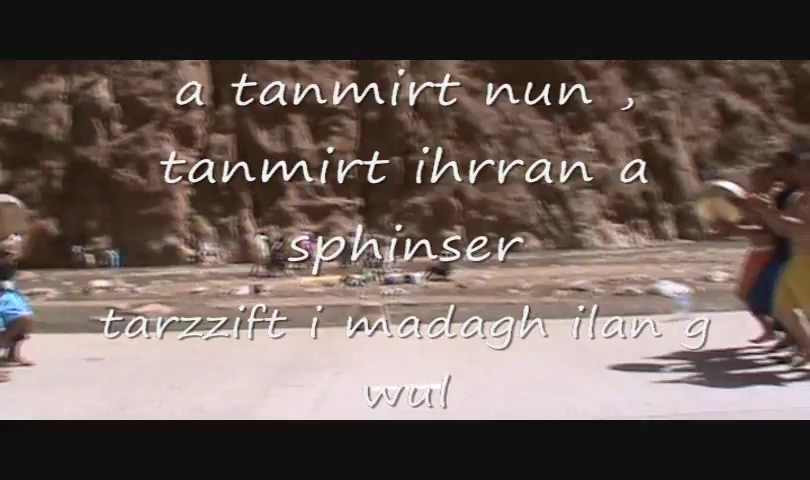 a tanmirt nun ,
tanmirt ihrran a
sphinser
tarzzift i madagh ilan g
wul